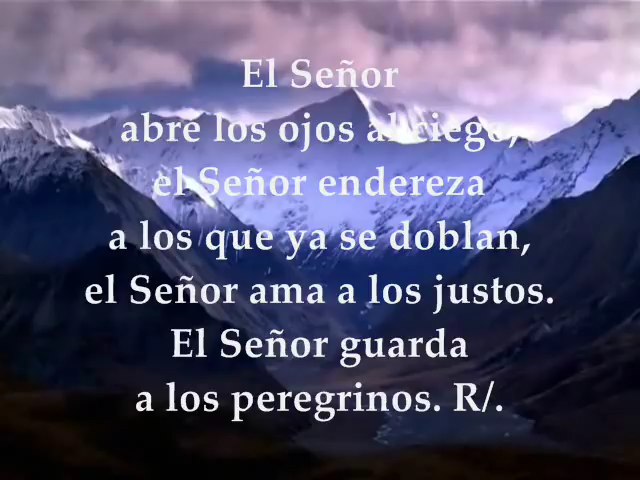 El Señor
abre los ojos al ciego,
el Señor endereza
a los que ya se doblan,
el Señor ama a los justos.
El Señor guarda
a los peregrinos. R/.